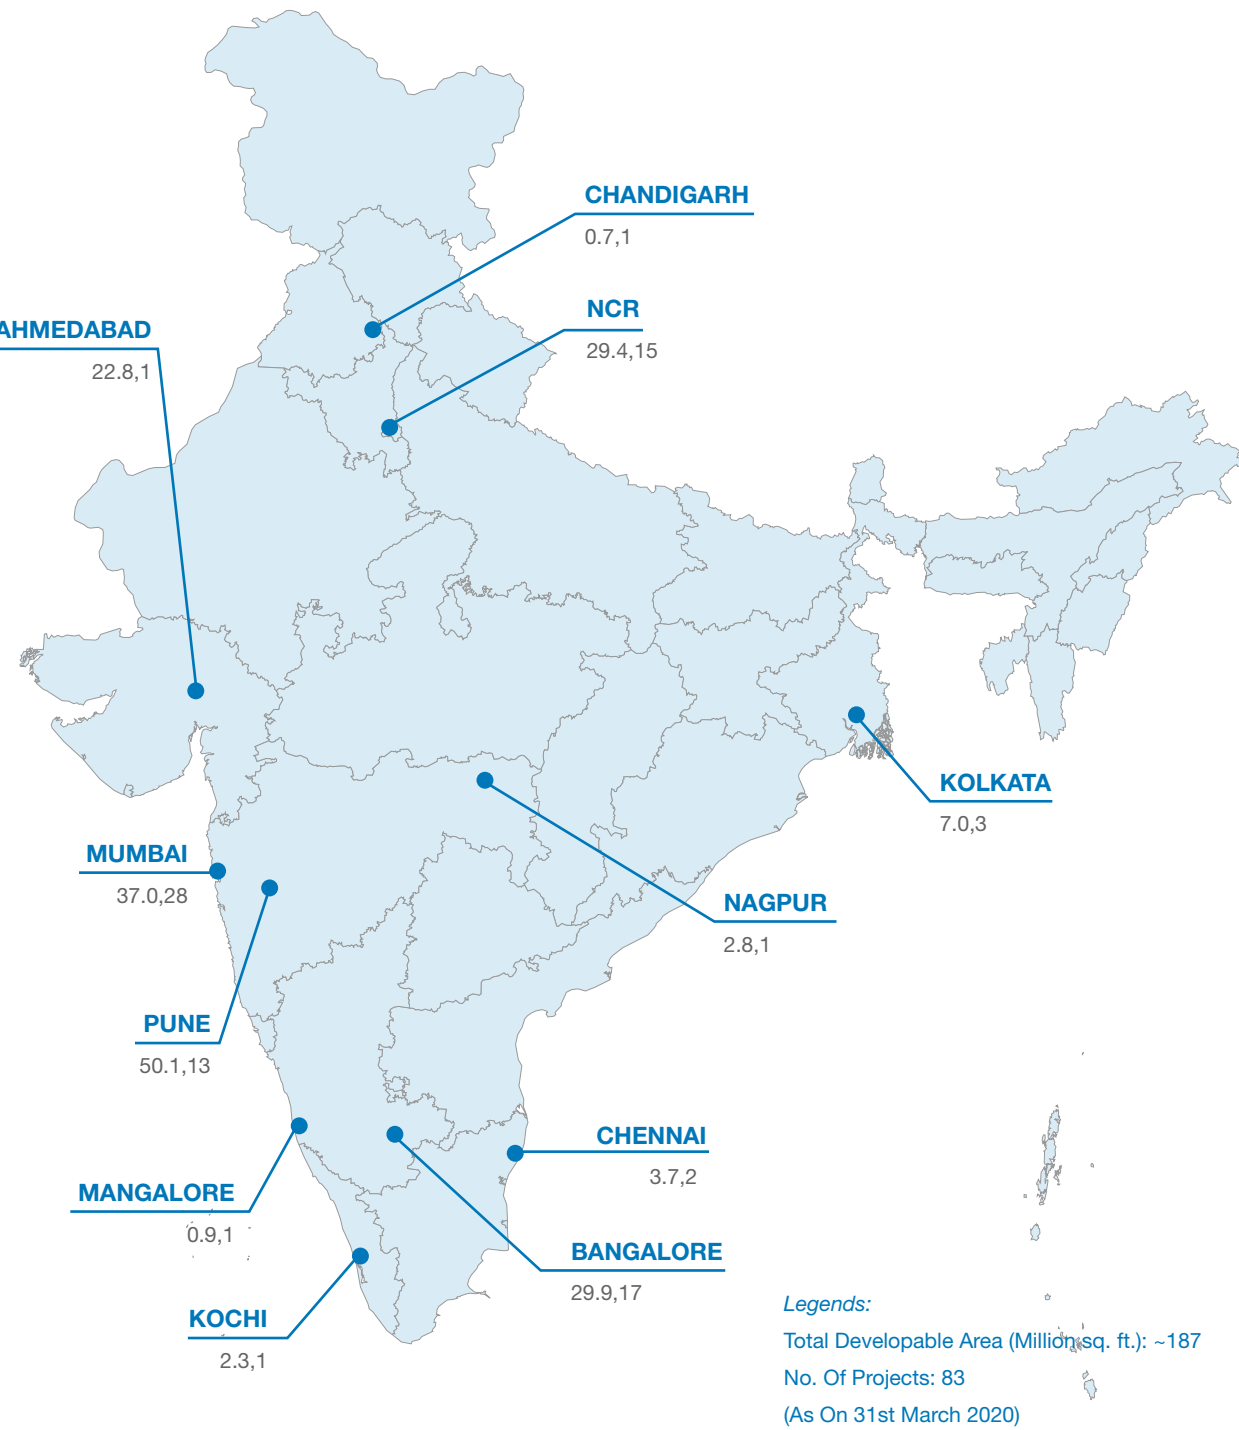 CHANDIGARH
0.7,1
NCR
29.4,15
AHMEDABAD
22.8,1
KOLKATA
7.0,3
MUMBAI
37.0,28
NAGPUR
2.8,1
PUNE
50.1,13
CHENNAI
3.7,2
MANGALORE
0.9,1
BANGALORE
29.9,17
KOCHI
2.3,1
Legends:
Total Developable Area (Million sq. ft.): ~187
No. Of Projects: 83
(As On 31st March 2020)